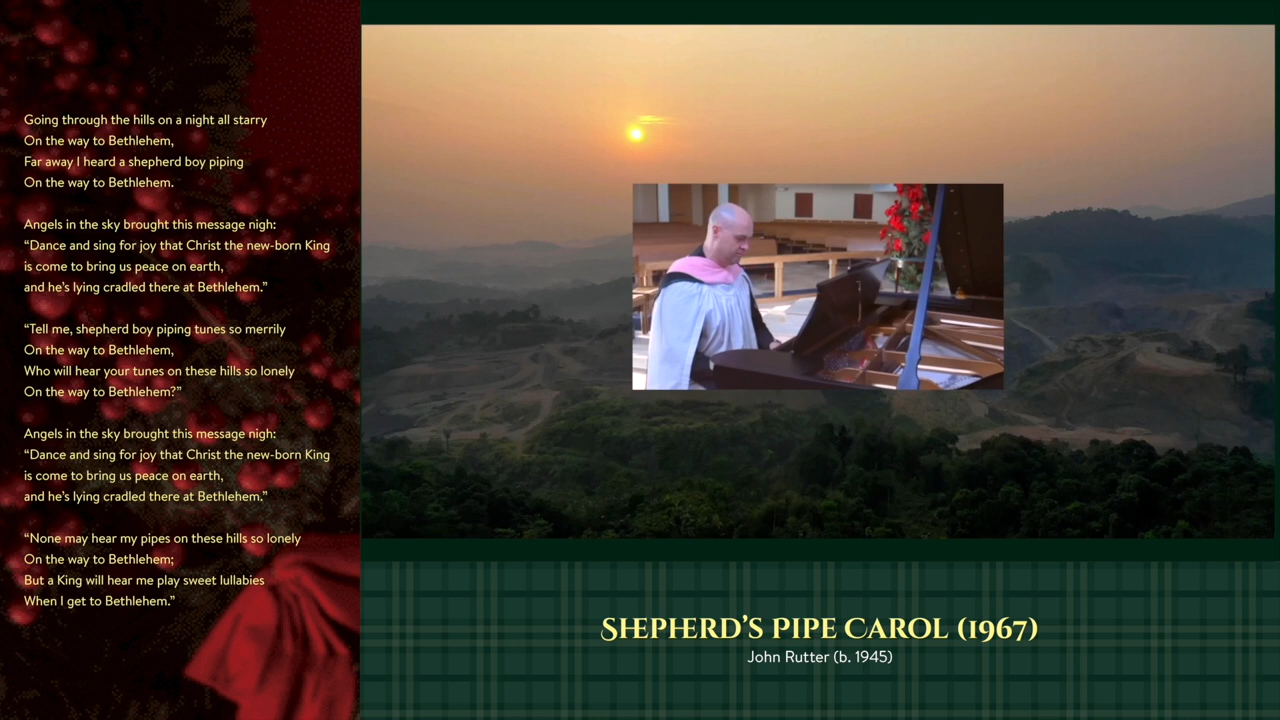 Going through the hills on a night all starry
On the way to Bethlehem,
Far away I heard a shepherd boy piping
On the way to Bethlehem.
Angels in the sky brought this message nigh:
“Dance and sing for joy that Christ the new-born King
is come to bring us peace on earth,
and he’s lying cradled there at Bethlehem.”
“Tell me, shepherd boy piping tunes so merrily
On the way to Bethlehem,
Who will hear your tunes on these hills so lonely
On the way to Bethlehem?”
Angels in the sky brought this message nigh:
“Dance and sing for joy that Christ the new-born King
is come to bring us peace on earth,
and he’s lying cradled there at Bethlehem.”
“None may hear my pipes on these hills so lonely
On the way to Bethlehem;
But a King will hear me play sweet lullabies
When I get to Bethlehem.”
Shepherd’s Pipe Carol (1967)
John Rutter (b. 1945)